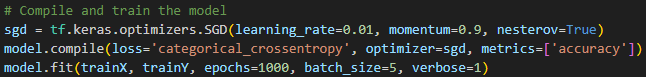 # Compile and train the model
sgd = tf.keras.optimizers.SGD(learning_rate=0.01, momentum=0.9, nesterov=True)
model.compile(loss='categorical_crossentropy', optimizer=sgd, metrics=['accuracy'])
model.fit(trainX, trainY, epochs=1000, batch_size=5, verbose=1)